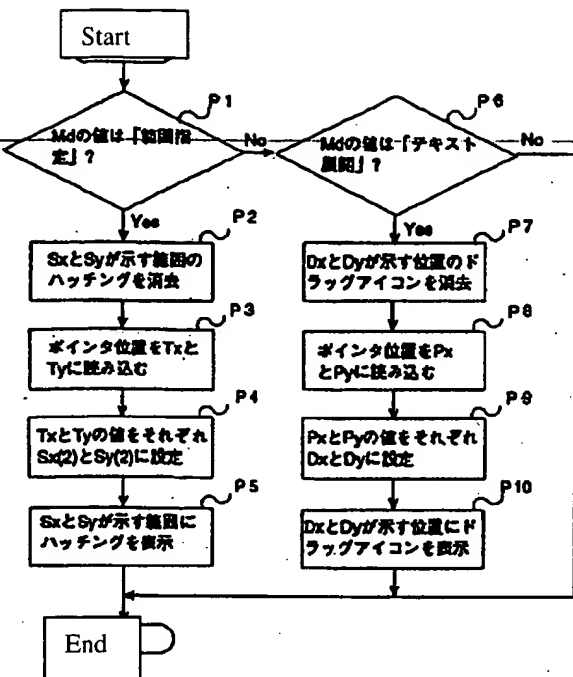 Start
P1
Mdの値は「範囲指
定」?
No
Yes
P2
SxとSyが示す範囲の
ハッチングを消去
P3
ポインタ位置をTxと
Tyに読み込む
P4
TxとTyの値をそれぞれ
Sx(2)とSy(2)に設定
P5
SxとSyが示す範囲に
ハッチングを表示
P6
Mdの値は「テキスト
」?
No
Yes
P7
DxとDyが示す位置のド
ラッグアイコンを消去
P8
ポインタ位置をPx
とPyに読み込む
P9
PxとPyの値をそれぞれ
DxとDyに設定
P10
DxとDyが示す位置にド
ラッグアイコンを表示
End